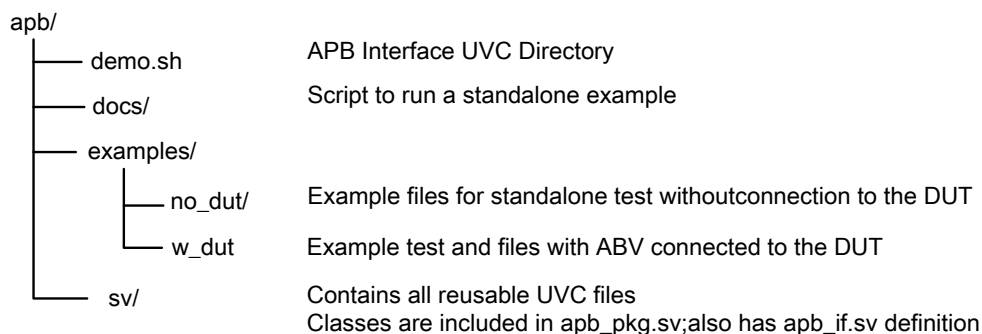 apb/
demo.sh APB Interface UVC Directory
docs/ Script to run a standalone example
examples/
no_dut/ Example files for standalone test withoutconnection to the DUT
w_dut Example test and files with ABV connected to the DUT
sv/ Contains all reusable UVC files
Classes are included in apb_pkg.sv;also has apb_if.sv definition